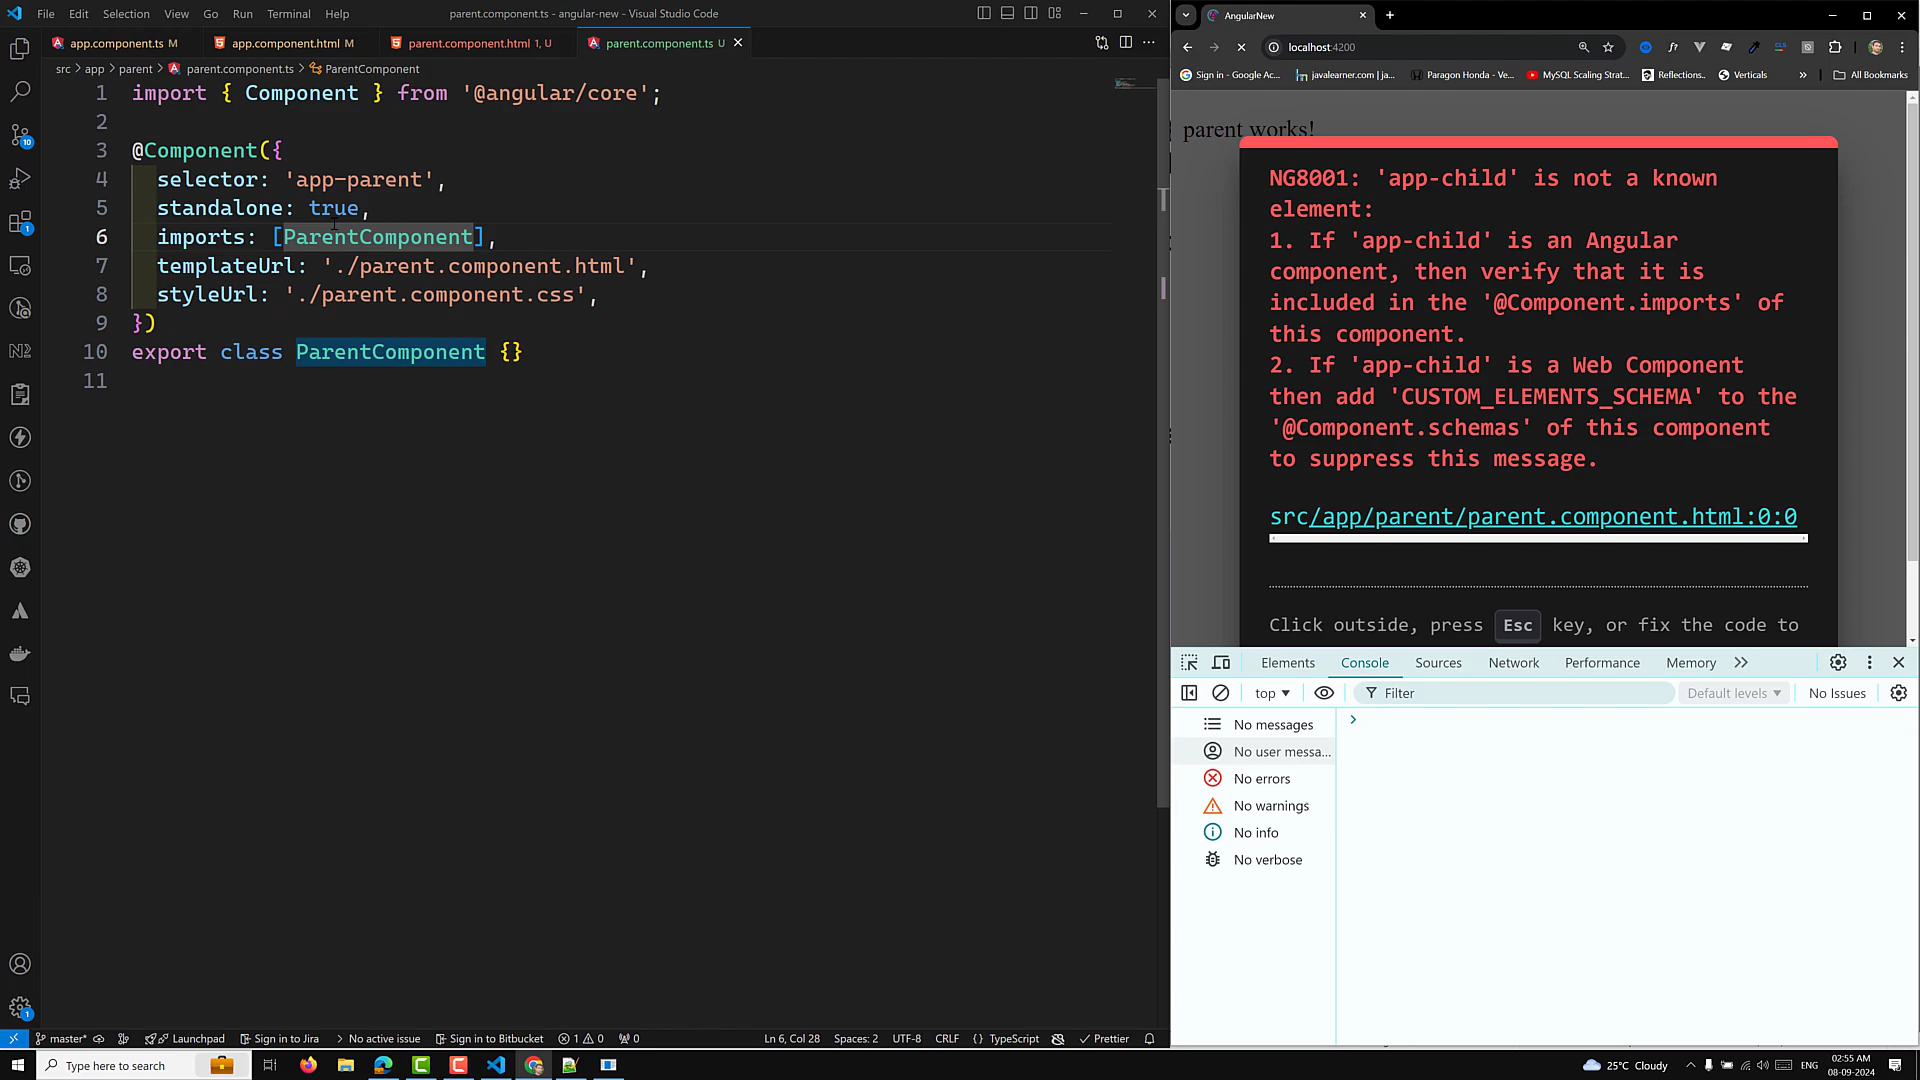 File Edit Selection View Go Run Terminal Help
parent.component.ts - angular-new - Visual Studio Code
app.component.ts M app.component.html M parent.component.html 1, U parent.component.ts U
src > app > parent > parent.component.ts > ParentComponent
1 import { Component } from '@angular/core';
2
3 @Component({
4 selector: 'app-parent',
5 standalone: true,
6 imports: [ParentComponent],
7 templateUrl: './parent.component.html',
8 styleUrl: './parent.component.css',
9 })
10 export class ParentComponent {}
11
10
1
1
master* Launchpad Sign in to Jira No active issue Sign in to Bitbucket 1 0 0 Ln 6, Col 28 Spaces: 2 UTF-8 CRLF {} TypeScript Prettier
AngularNew
localhost:4200
Sign in - Google Ac... javalearner.com | ja... Paragon Honda - Ve... MySQL Scaling Strat... Reflections.. Verticals » All Bookmarks
parent works!
NG8001: 'app-child' is not a known
element:
1. If 'app-child' is an Angular
component, then verify that it is
included in the '@Component.imports' of
this component.
2. If 'app-child' is a Web Component
then add 'CUSTOM_ELEMENTS_SCHEMA' to the
'@Component.schemas' of this component
to suppress this message.
src/app/parent/parent.component.html:0:0
Click outside, press Esc key, or fix the code to
Elements Console Sources Network Performance Memory »
top Filter Default levels No Issues
No messages
No user messa...
No errors
No warnings
No info
No verbose
Type here to search
25°C Cloudy ENG 02:55 AM
08-09-2024